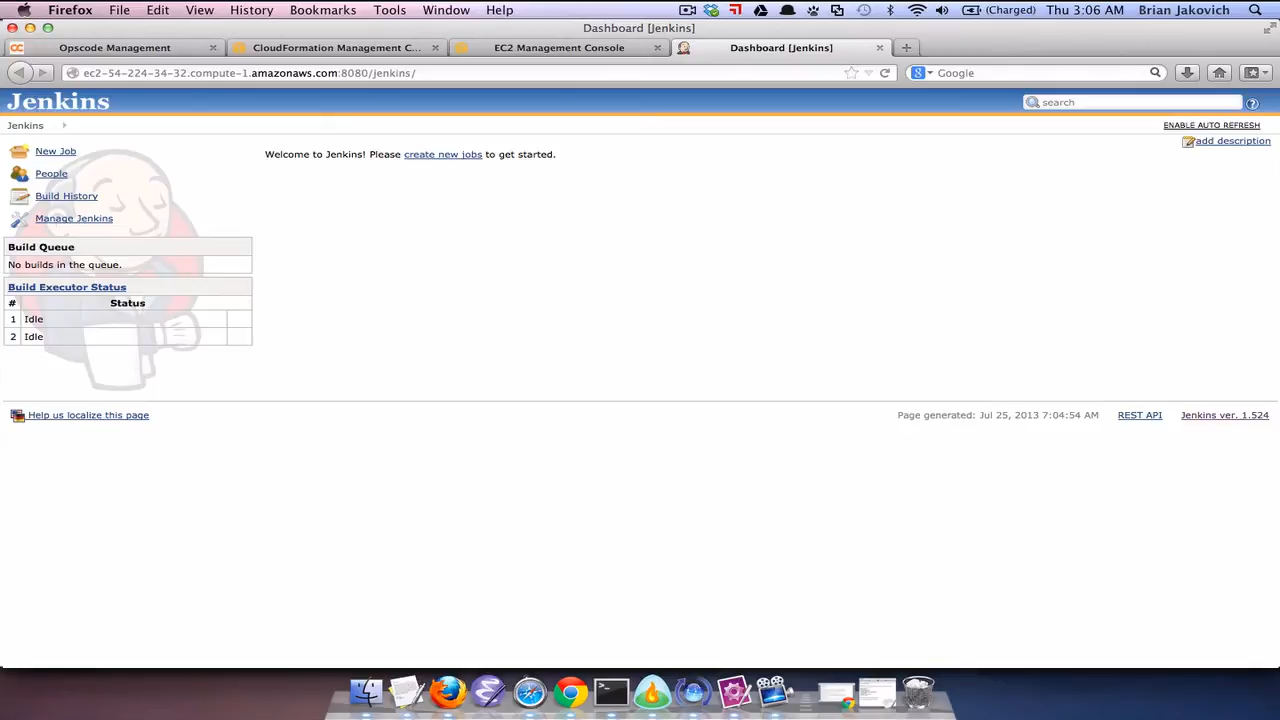 Firefox File Edit View History Bookmarks Tools Window Help (Charged) Thu 3:06 AM Brian Jakovich
Dashboard [Jenkins]
Opscode Management CloudFormation Management C... EC2 Management Console Dashboard [Jenkins]
ec2-54-224-34-32.compute-1.amazonaws.com:8080/jenkins/ Google
Jenkins search
Jenkins ENABLE AUTO REFRESH
add description
New Job
Welcome to Jenkins! Please create new jobs to get started.
People
Build History
Manage Jenkins
Build Queue
No builds in the queue.
Build Executor Status
# Status
1 Idle
2 Idle
Help us localize this page Page generated: Jul 25, 2013 7:04:54 AM REST API Jenkins ver. 1.524